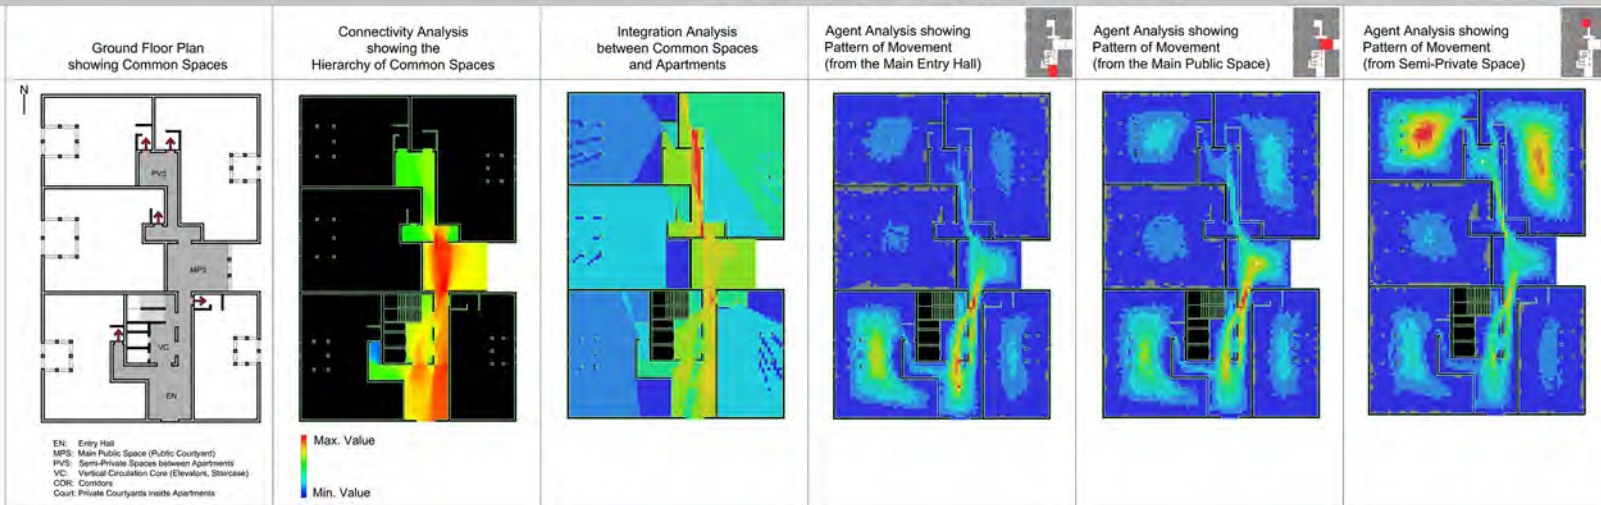 Ground Floor Plan
showing Common Spaces
Connectivity Analysis
showing the
Hierarchy of Common Spaces
Integration Analysis
between Common Spaces
and Apartments
Agent Analysis showing
Pattern of Movement
(from the Main Entry Hall)
Agent Analysis showing
Pattern of Movement
(from the Main Public Space)
Agent Analysis showing
Pattern of Movement
(from Semi-Private Space)
N
PVS
MPS
VC
EN
EN: Entry Hall
MPS: Main Public Space (Public Courtyard)
PVS: Semi-Private Spaces between Apartments
VC: Vertical Circulation Core (Elevators, Staircase)
COR: Corridors
Court: Private Courtyards inside Apartments
Max. Value
Min. Value